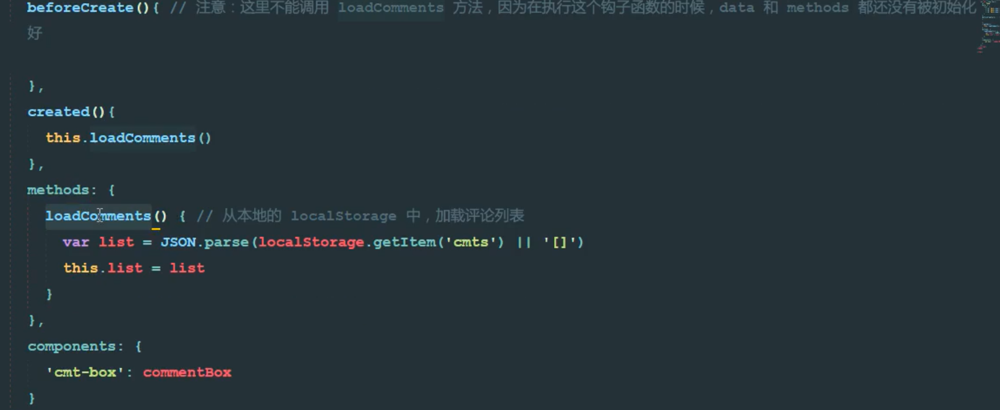 beforeCreate(){ // 注意：这里不能调用 loadComments 方法，因为在执行这个钩子函数的时候，data 和 methods 都还没有被初始化
好
},
created(){
this.loadComments()
},
methods: {
loadComments() { // 从本地的 localStorage 中，加载评论列表
var list = JSON.parse(localStorage.getItem('cmts') || '[]')
this.list = list
}
},
components: {
'cmt-box': commentBox
}